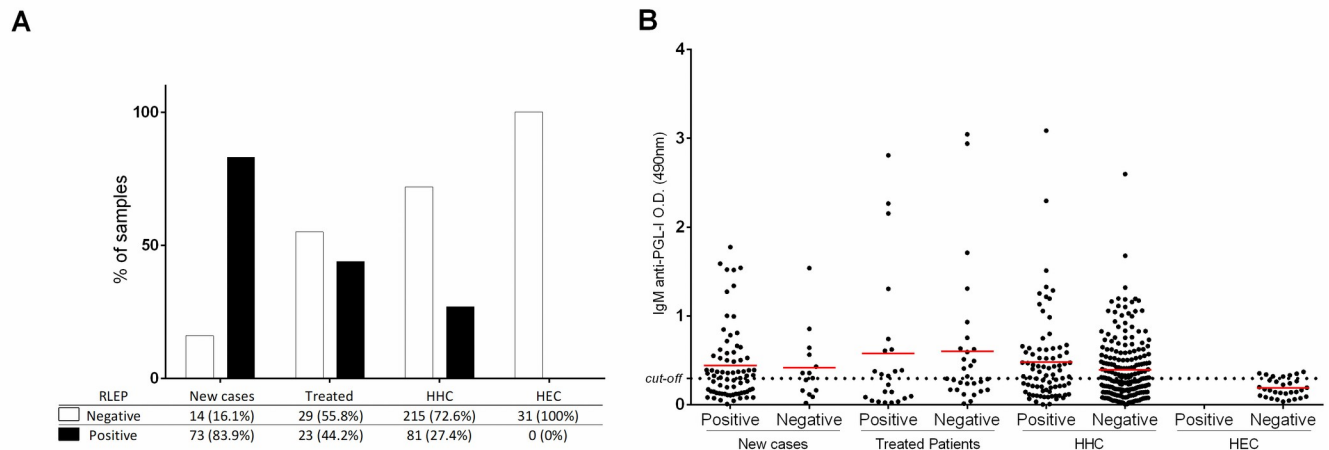 A
% of samples
100
50
0
RLEP New cases Treated HHC HEC
Negative 14 (16.1%) 29 (55.8%) 215 (72.6%) 31 (100%)
Positive 73 (83.9%) 23 (44.2%) 81 (27.4%) 0 (0%)
B
IgM anti-PGL-I O.D. (490nm)
4
3
2
1
cut-off
0
Positive Negative Positive Negative Positive Negative Positive Negative
New cases Treated Patients HHC HEC